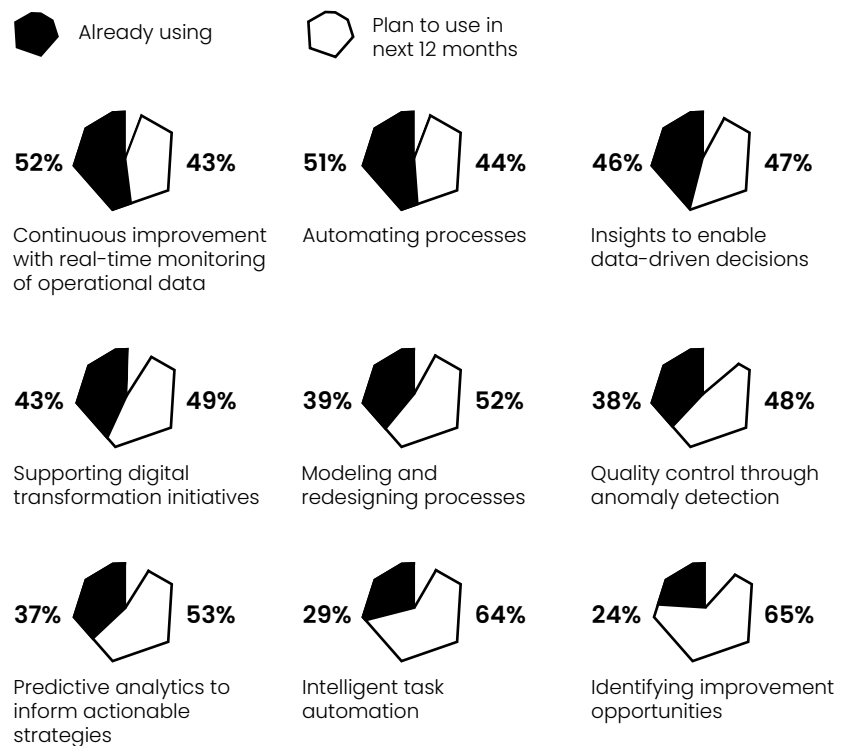 Already using
Plan to use in
next 12 months
52%
43%
Continuous improvement
with real-time monitoring
of operational data
51%
44%
Automating processes
46%
47%
Insights to enable
data-driven decisions
43%
49%
Supporting digital
transformation initiatives
39%
52%
Modeling and
redesigning processes
38%
48%
Quality control through
anomaly detection
37%
53%
Predictive analytics to
inform actionable
strategies
29%
64%
Intelligent task
automation
24%
65%
Identifying improvement
opportunities